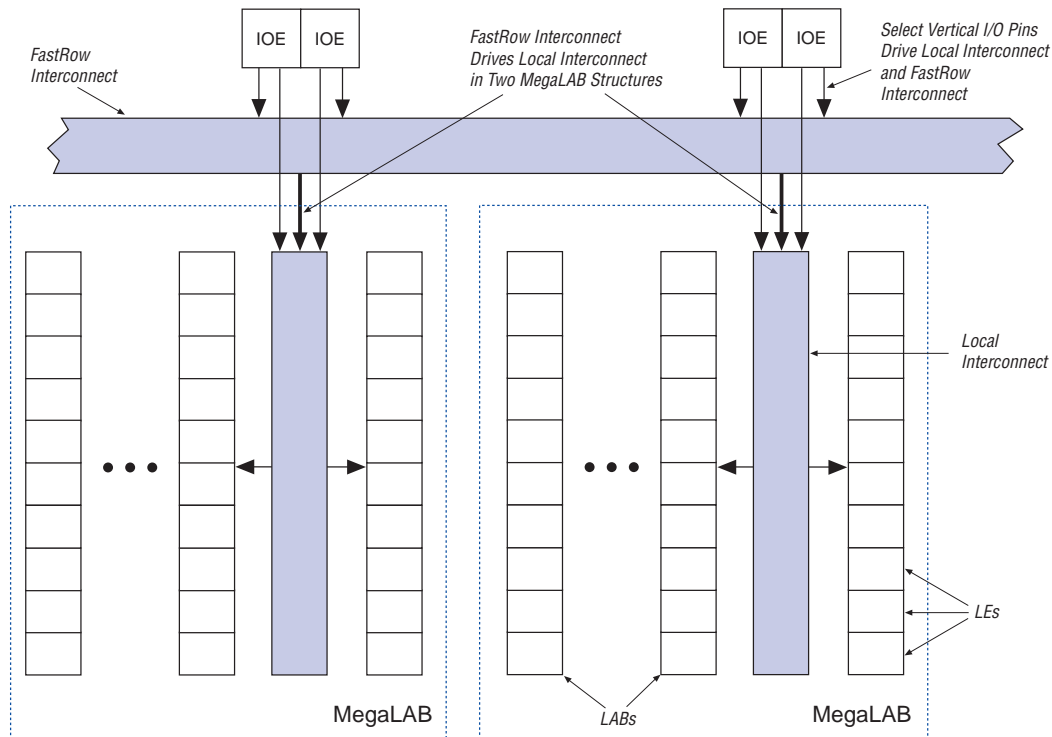 IOE IOE
IOE IOE
FastRow
Interconnect
FastRow Interconnect
Drives Local Interconnect
in Two MegaLAB Structures
Select Vertical I/O Pins
Drive Local Interconnect
and FastRow
Interconnect
Local
Interconnect
LEs
LABs
MegaLAB
MegaLAB